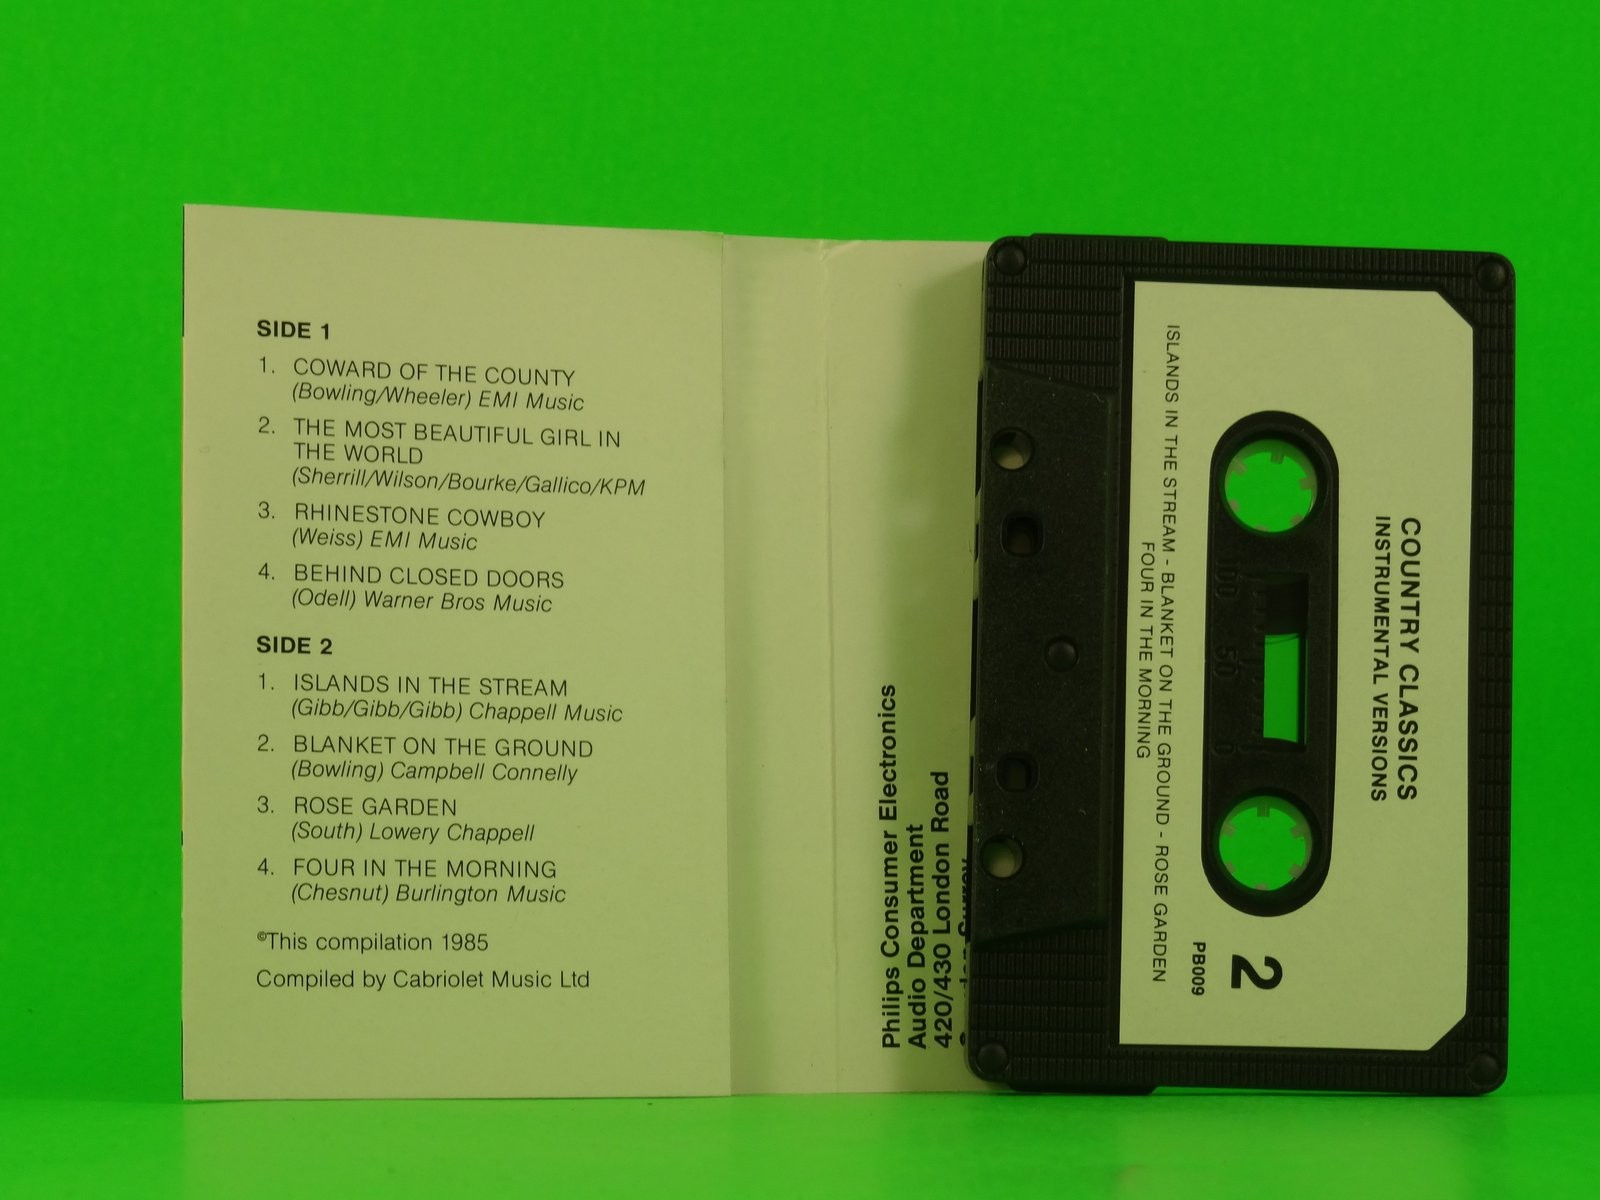 SIDE 1
1. COWARD OF THE COUNTY
(Bowling/Wheeler) EMI Music
2. THE MOST BEAUTIFUL GIRL IN
THE WORLD
(Sherrill/Wilson/Bourke/Gallico/KPM
3. RHINESTONE COWBOY
(Weiss) EMI Music
4. BEHIND CLOSED DOORS
(Odell) Warner Bros Music
SIDE 2
1. ISLANDS IN THE STREAM
(Gibb/Gibb/Gibb) Chappell Music
2. BLANKET ON THE GROUND
(Bowling) Campbell Connelly
3. ROSE GARDEN
(South) Lowery Chappell
4. FOUR IN THE MORNING
(Chesnut) Burlington Music
©This compilation 1985
Compiled by Cabriolet Music Ltd
Philips Consumer Electronics
Audio Department
420/430 London Road
COUNTRY CLASSICS
INSTRUMENTAL VERSIONS
2
PB009
100 50 0
ISLANDS IN THE STREAM - BLANKET ON THE GROUND - ROSE GARDEN
FOUR IN THE MORNING